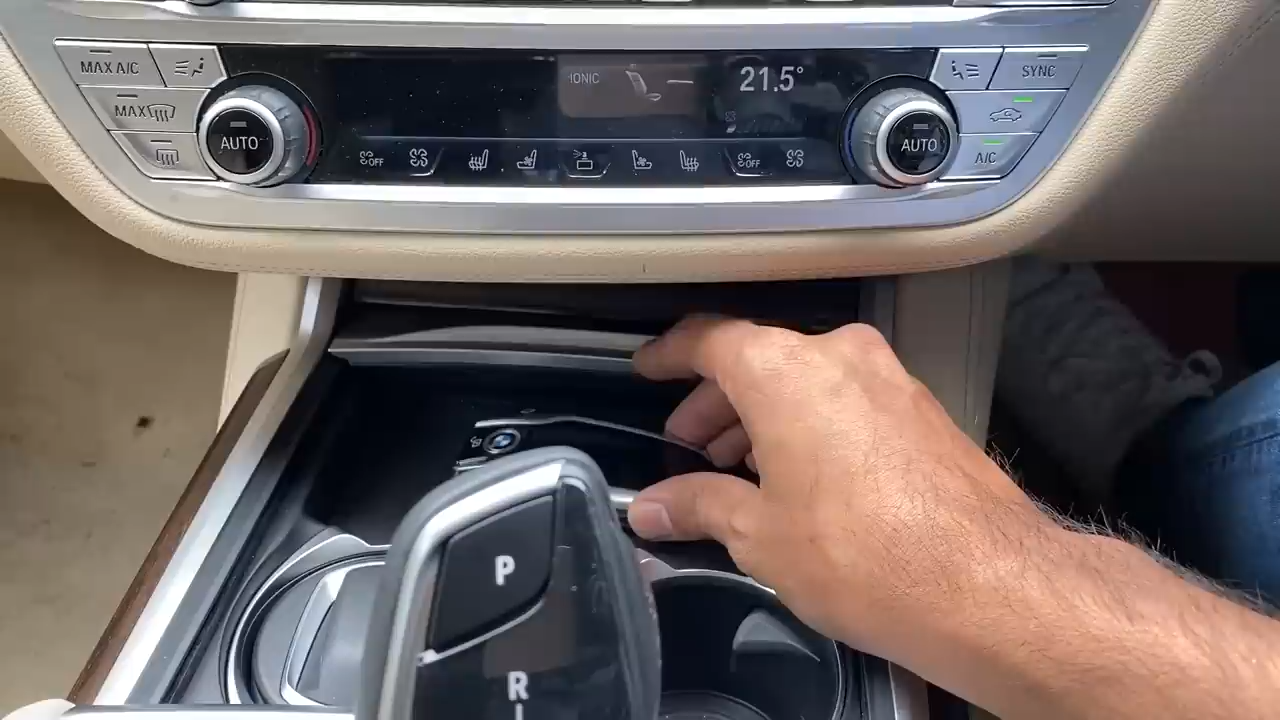 MAX A/C
IONIC
21.5°
SYNC
MAX
AUTO
AUTO
OFF
OFF
A/C
P
R